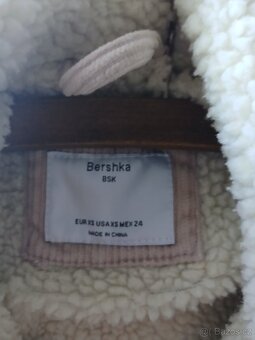 Bershka
BSK
EUR XS USA XS MEX 24
MADE IN CHINA